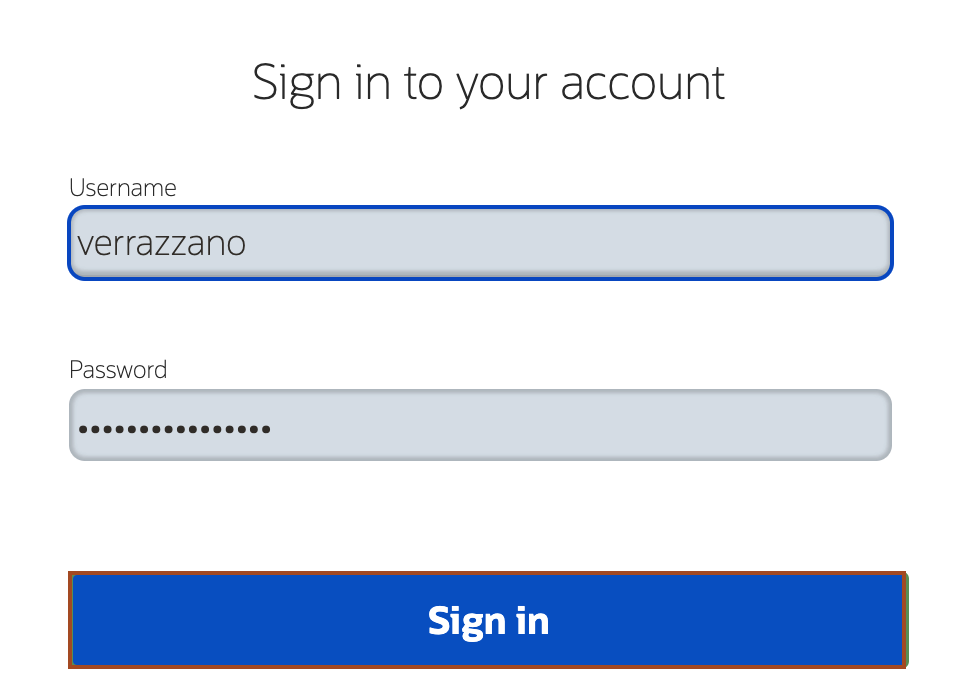 Sign in to your account
Username
verrazzano
Password
••••••••••••••••
Sign in